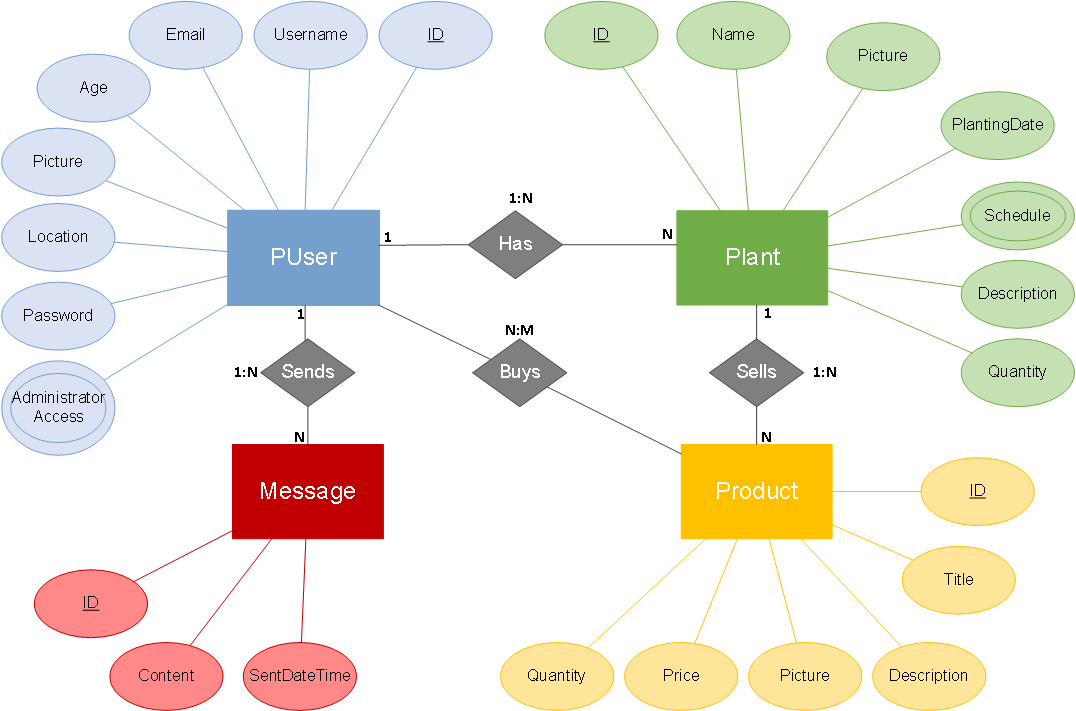 Email
Username
ID
ID
Name
Picture
Age
PlantingDate
Picture
1:N
Schedule
Location
1
Has
N
PUser
Plant
Description
Password
1
N:M
1
1:N
Sends
Buys
Sells
1:N
Quantity
Administrator
Access
N
N
Message
Product
ID
Title
ID
Content
SentDateTime
Quantity
Price
Picture
Description